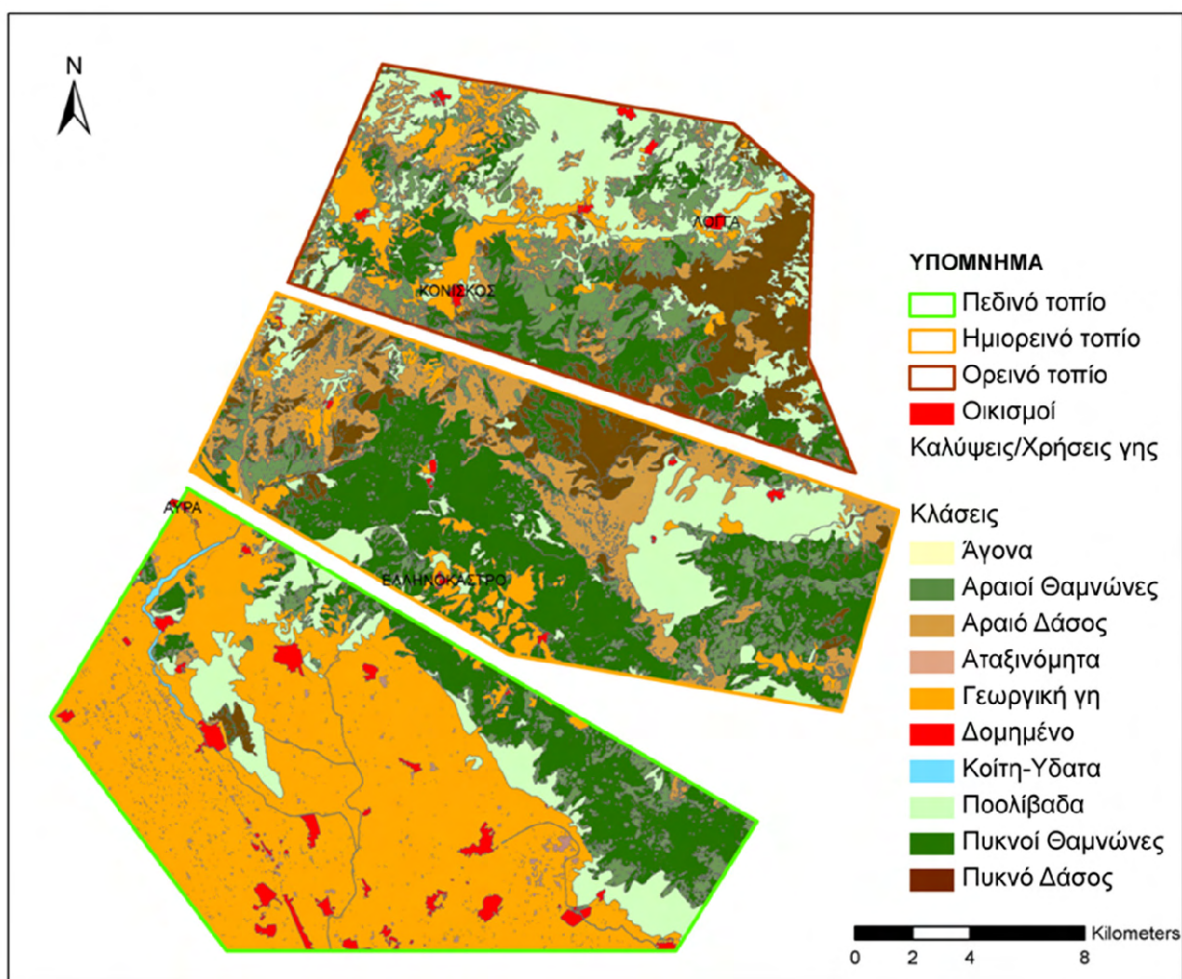 N
ΛΟΓΓΑ
ΚΟΝΙΣΚΟΣ
ΑΥΡΑ
ΕΛΛΗΝΟΚΑΣΤΡΟ
ΥΠΟΜΝΗΜΑ
Πεδινό τοπίο
Ημιορεινό τοπίο
Ορεινό τοπίο
Οικισμοί
Καλύψεις/Χρήσεις γης
Κλάσεις
Άγονα
Αραιοί Θαμνώνες
Αραιό Δάσος
Αταξινόμητα
Γεωργική γη
Δομημένο
Κοίτη-Υδατα
Ποολίβαδα
Πυκνοί Θαμνώνες
Πυκνό Δάσος
Kilometers
0 2 4 8